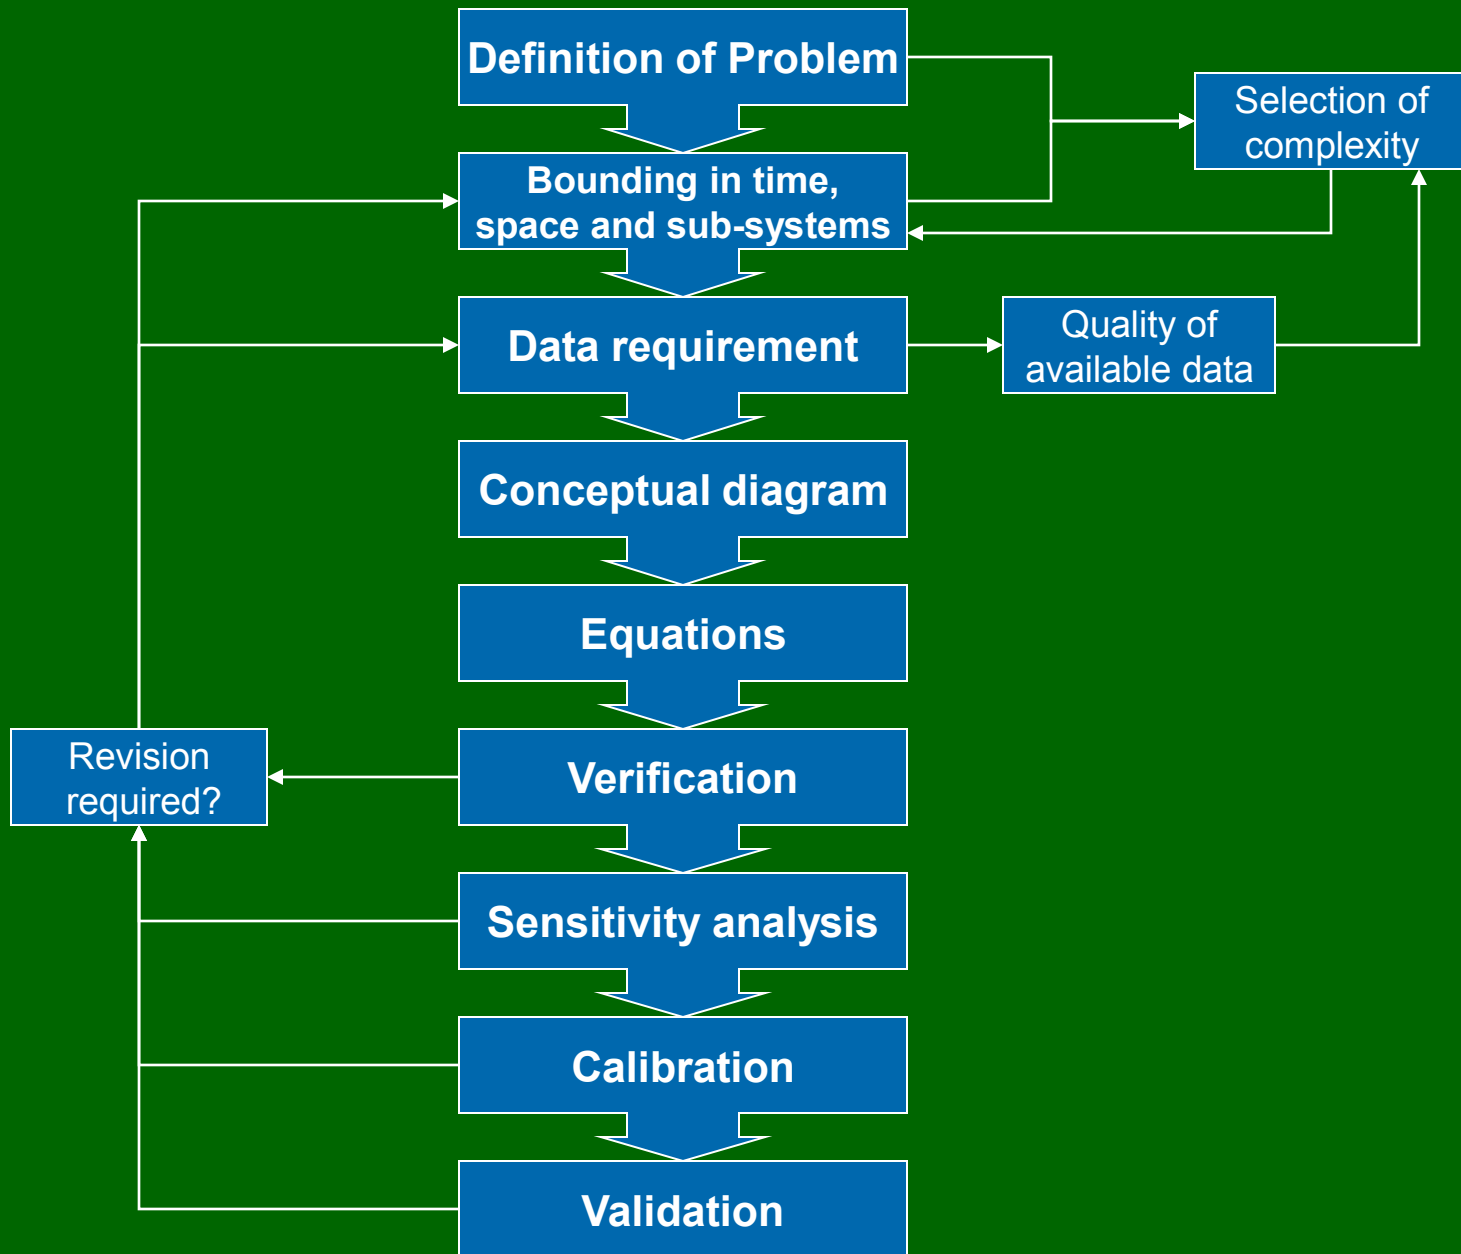 Definition of Problem
Selection of
complexity
Bounding in time,
space and sub-systems
Data requirement
Quality of
available data
Conceptual diagram
Equations
Revision
required?
Verification
Sensitivity analysis
Calibration
Validation